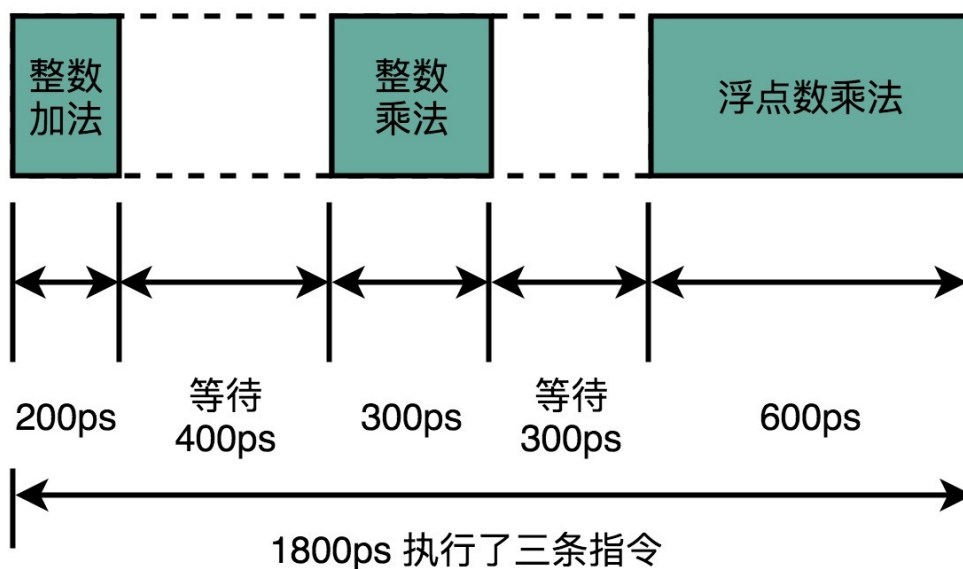 整数
加法
整数
乘法
浮点数乘法
200ps
等待
400ps
300ps
等待
300ps
600ps
1800ps 执行了三条指令